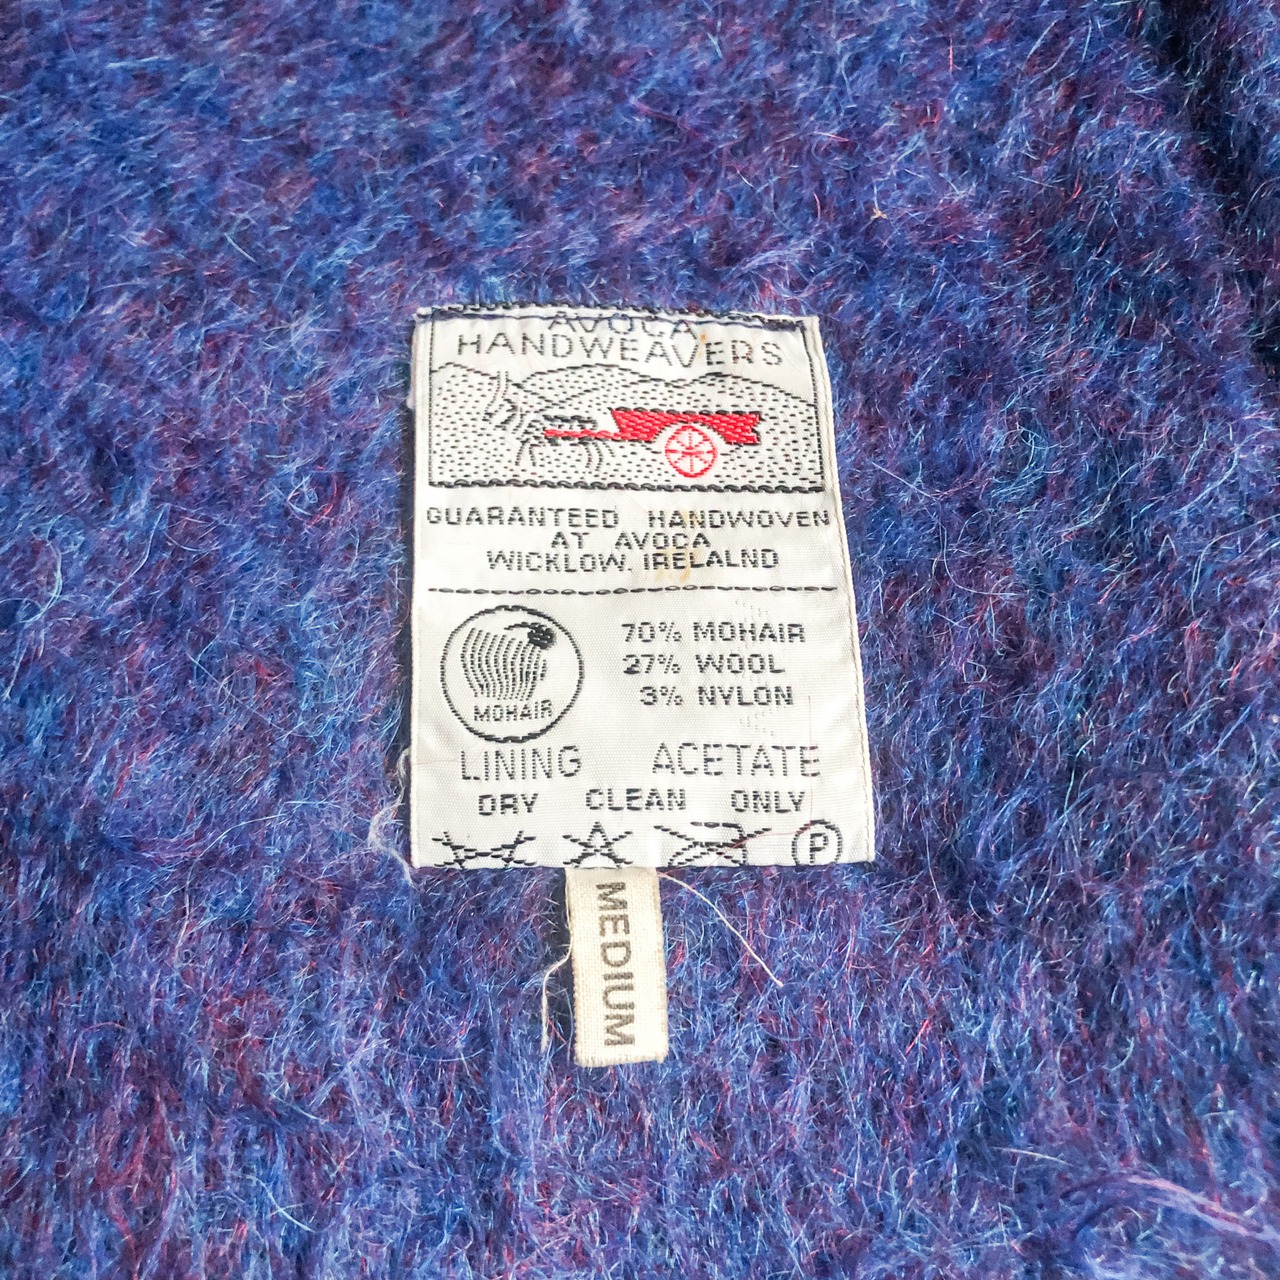 AVOCA
HANDWEAVERS
GUARANTEED HANDWOVEN
AT AVOCA
WICKLOW, IRELALND
70% MOHAIR
27% WOOL
3% NYLON
MOHAIR
LINING ACETATE
DRY CLEAN ONLY
P
MEDIUM